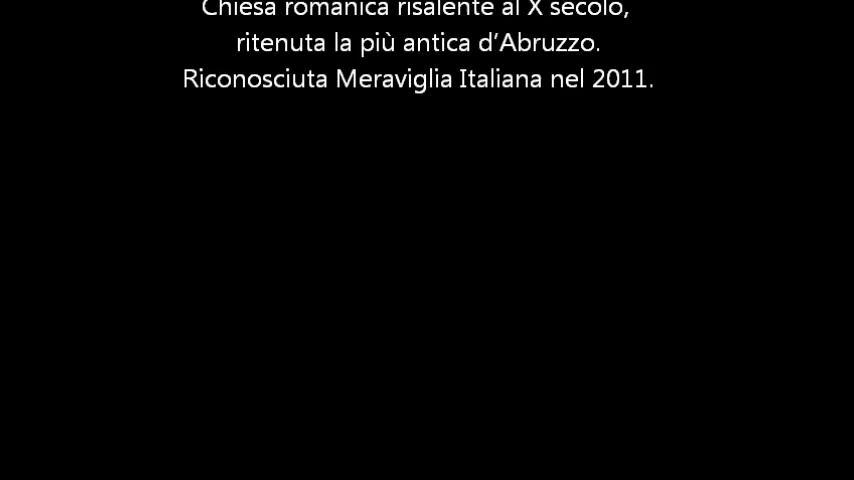 Chiesa romanica risalente al X secolo,
ritenuta la più antica d’Abruzzo.
Riconosciuta Meraviglia Italiana nel 2011.